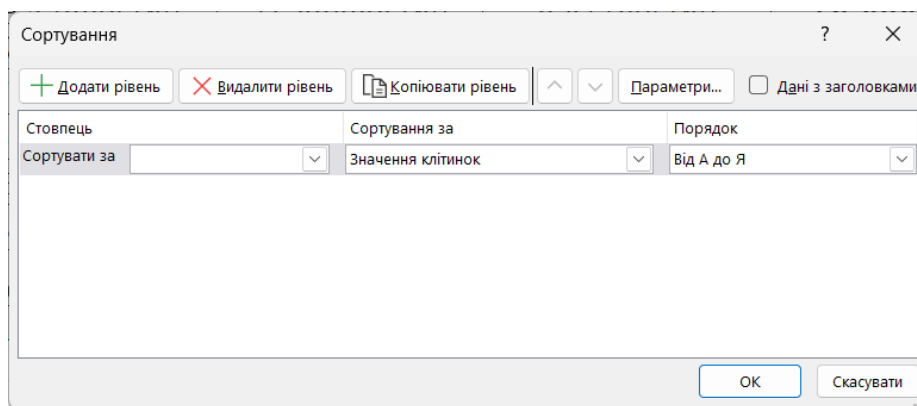 Сортування ?
Додати рівень Видалити рівень Копіювати рівень Параметри... Дані з заголовками
Стовпець Сортування за Порядок
Сортувати за Значення клітинок Від А до Я
ОК Скасувати